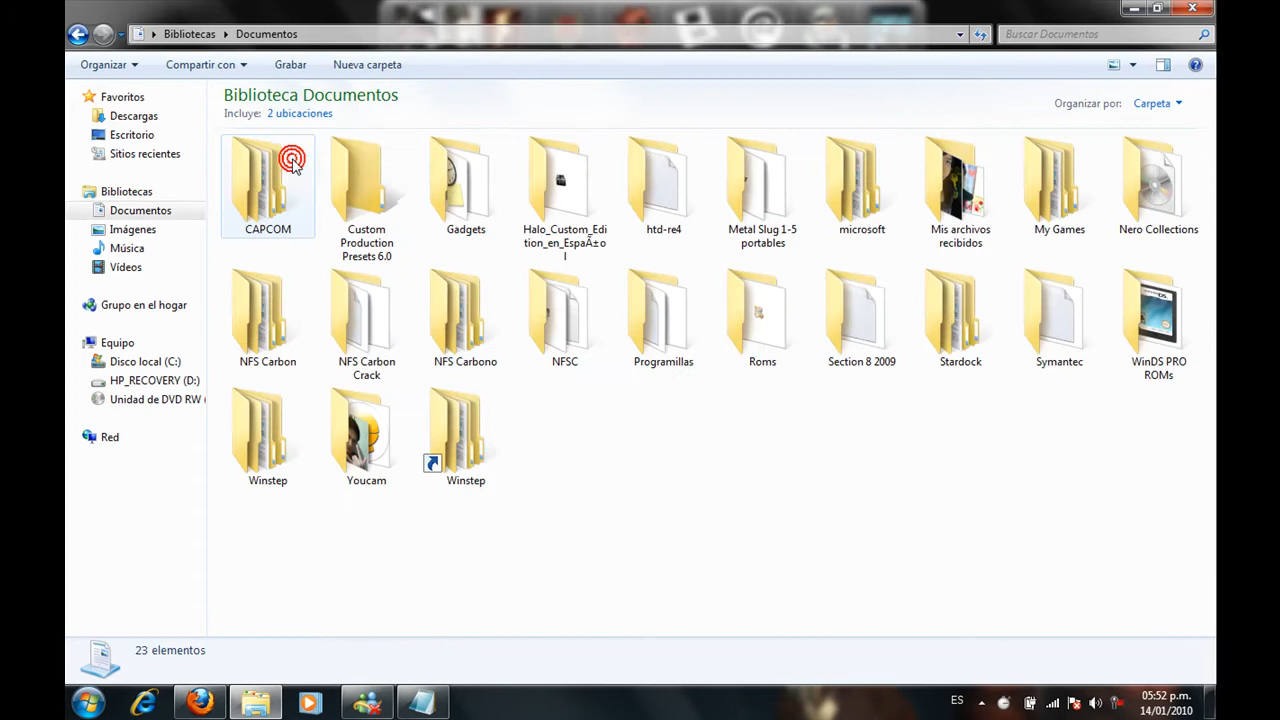 Bibliotecas
Documentos
Buscar Documentos
Organizar
Compartir con
Grabar
Nueva carpeta
Favoritos
Descargas
Escritorio
Sitios recientes
Bibliotecas
Documentos
Imágenes
Música
Vídeos
Grupo en el hogar
Equipo
Disco local (C:)
HP_RECOVERY (D:)
Unidad de DVD RW (
Red
Biblioteca Documentos
Incluye: 2 ubicaciones
Organizar por: Carpeta
CAPCOM
Custom
Production
Presets 6.0
Gadgets
Halo_Custom_Edi
tion_en_EspaÃ±o
l
htd-re4
Metal Slug 1-5
portables
microsoft
Mis archivos
recibidos
My Games
Nero Collections
NFS Carbon
NFS Carbon
Crack
NFS Carbono
NFSC
Programillas
Roms
Section 8 2009
Stardock
Symantec
WinDS PRO
ROMs
Winstep
Youcam
Winstep
23 elementos
ES
05:52 p.m.
14/01/2010